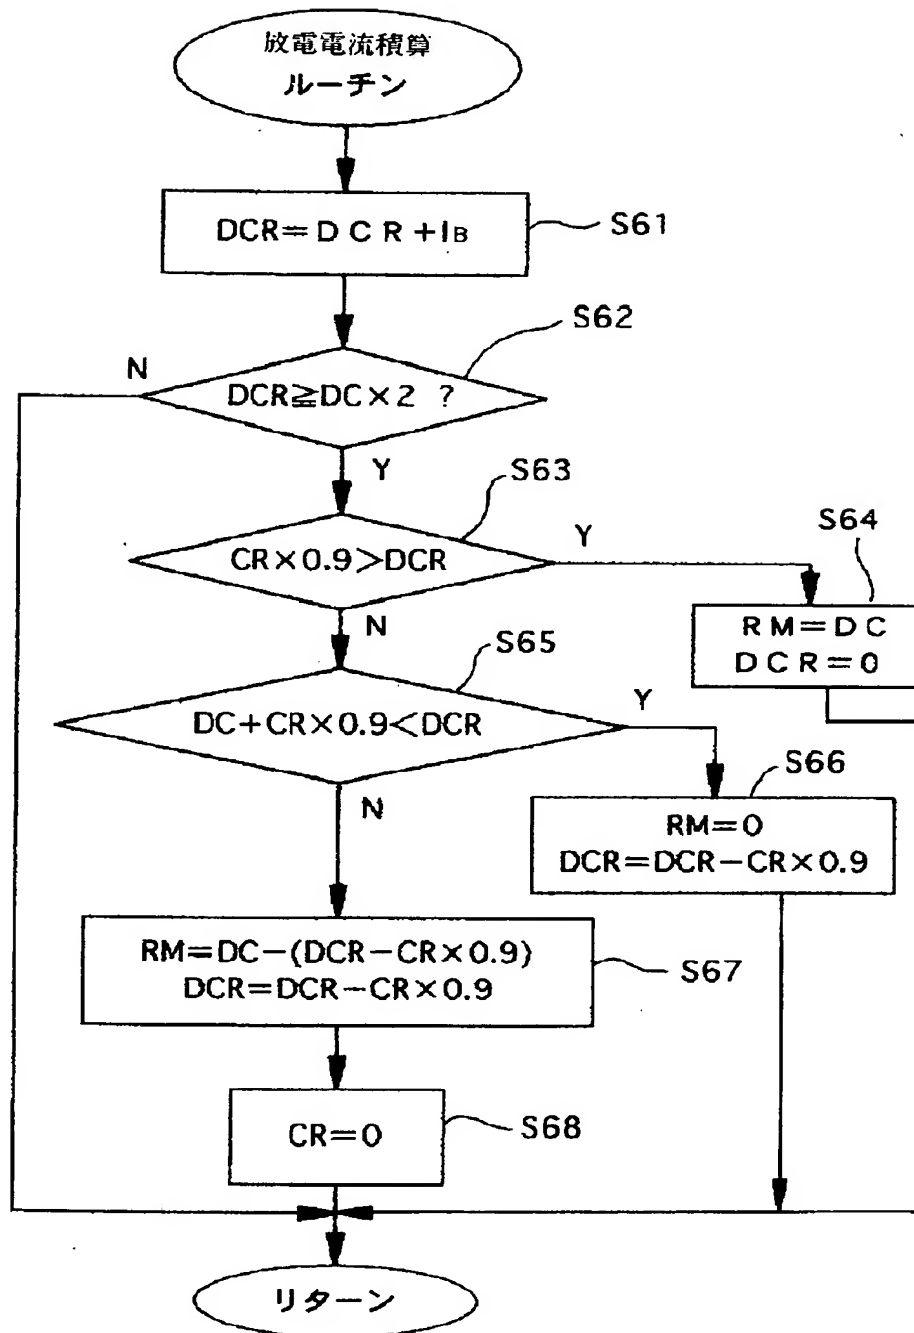 放電電流積算
ルーチン
DCR=DCR+IB
S61
S62
N
DCR≧DC×2 ?
Y
S63
CR×0.9>DCR
Y
S64
RM=DC
DCR=0
N
S65
DC+CR×0.9<DCR
Y
S66
RM=0
DCR=DCR-CR×0.9
N
RM=DC-(DCR-CR×0.9)
DCR=DCR-CR×0.9
S67
CR=0
S68
リターン